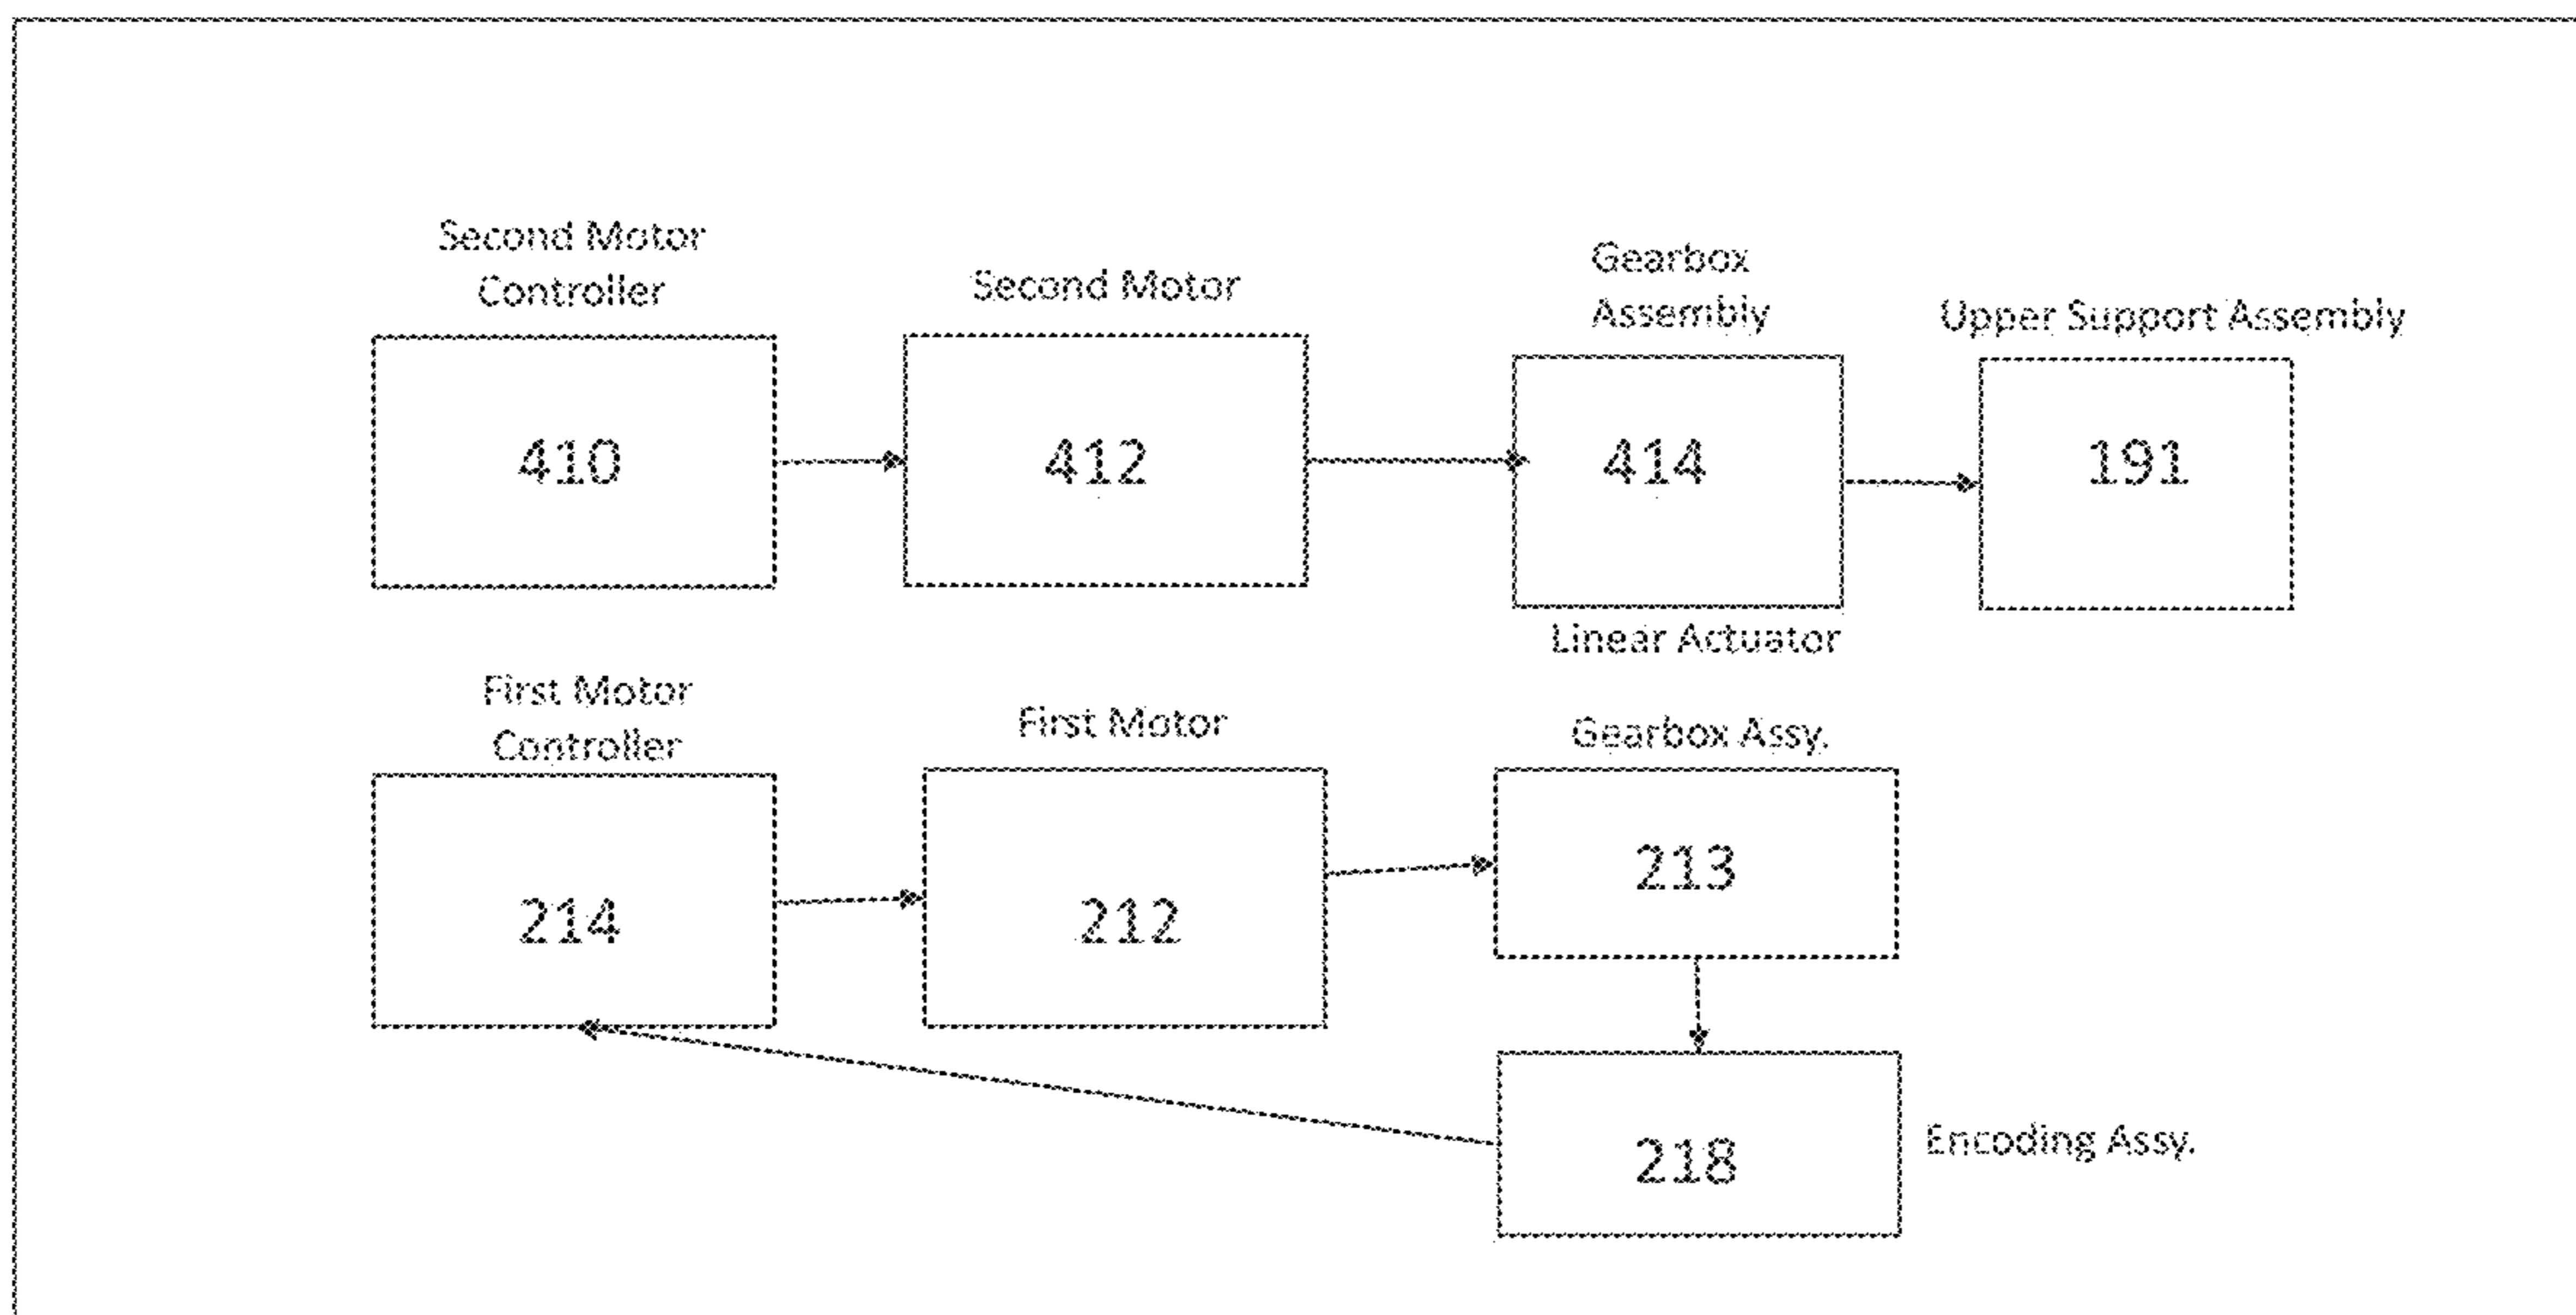 Second Motor
Controller
Second Motor
Gearbox
Assembly
Upper Support Assembly
410
412
414
191
Linear Actuator
First Motor
Controller
First Motor
Gearbox Assy.
214
212
213
218
Encoding Assy.